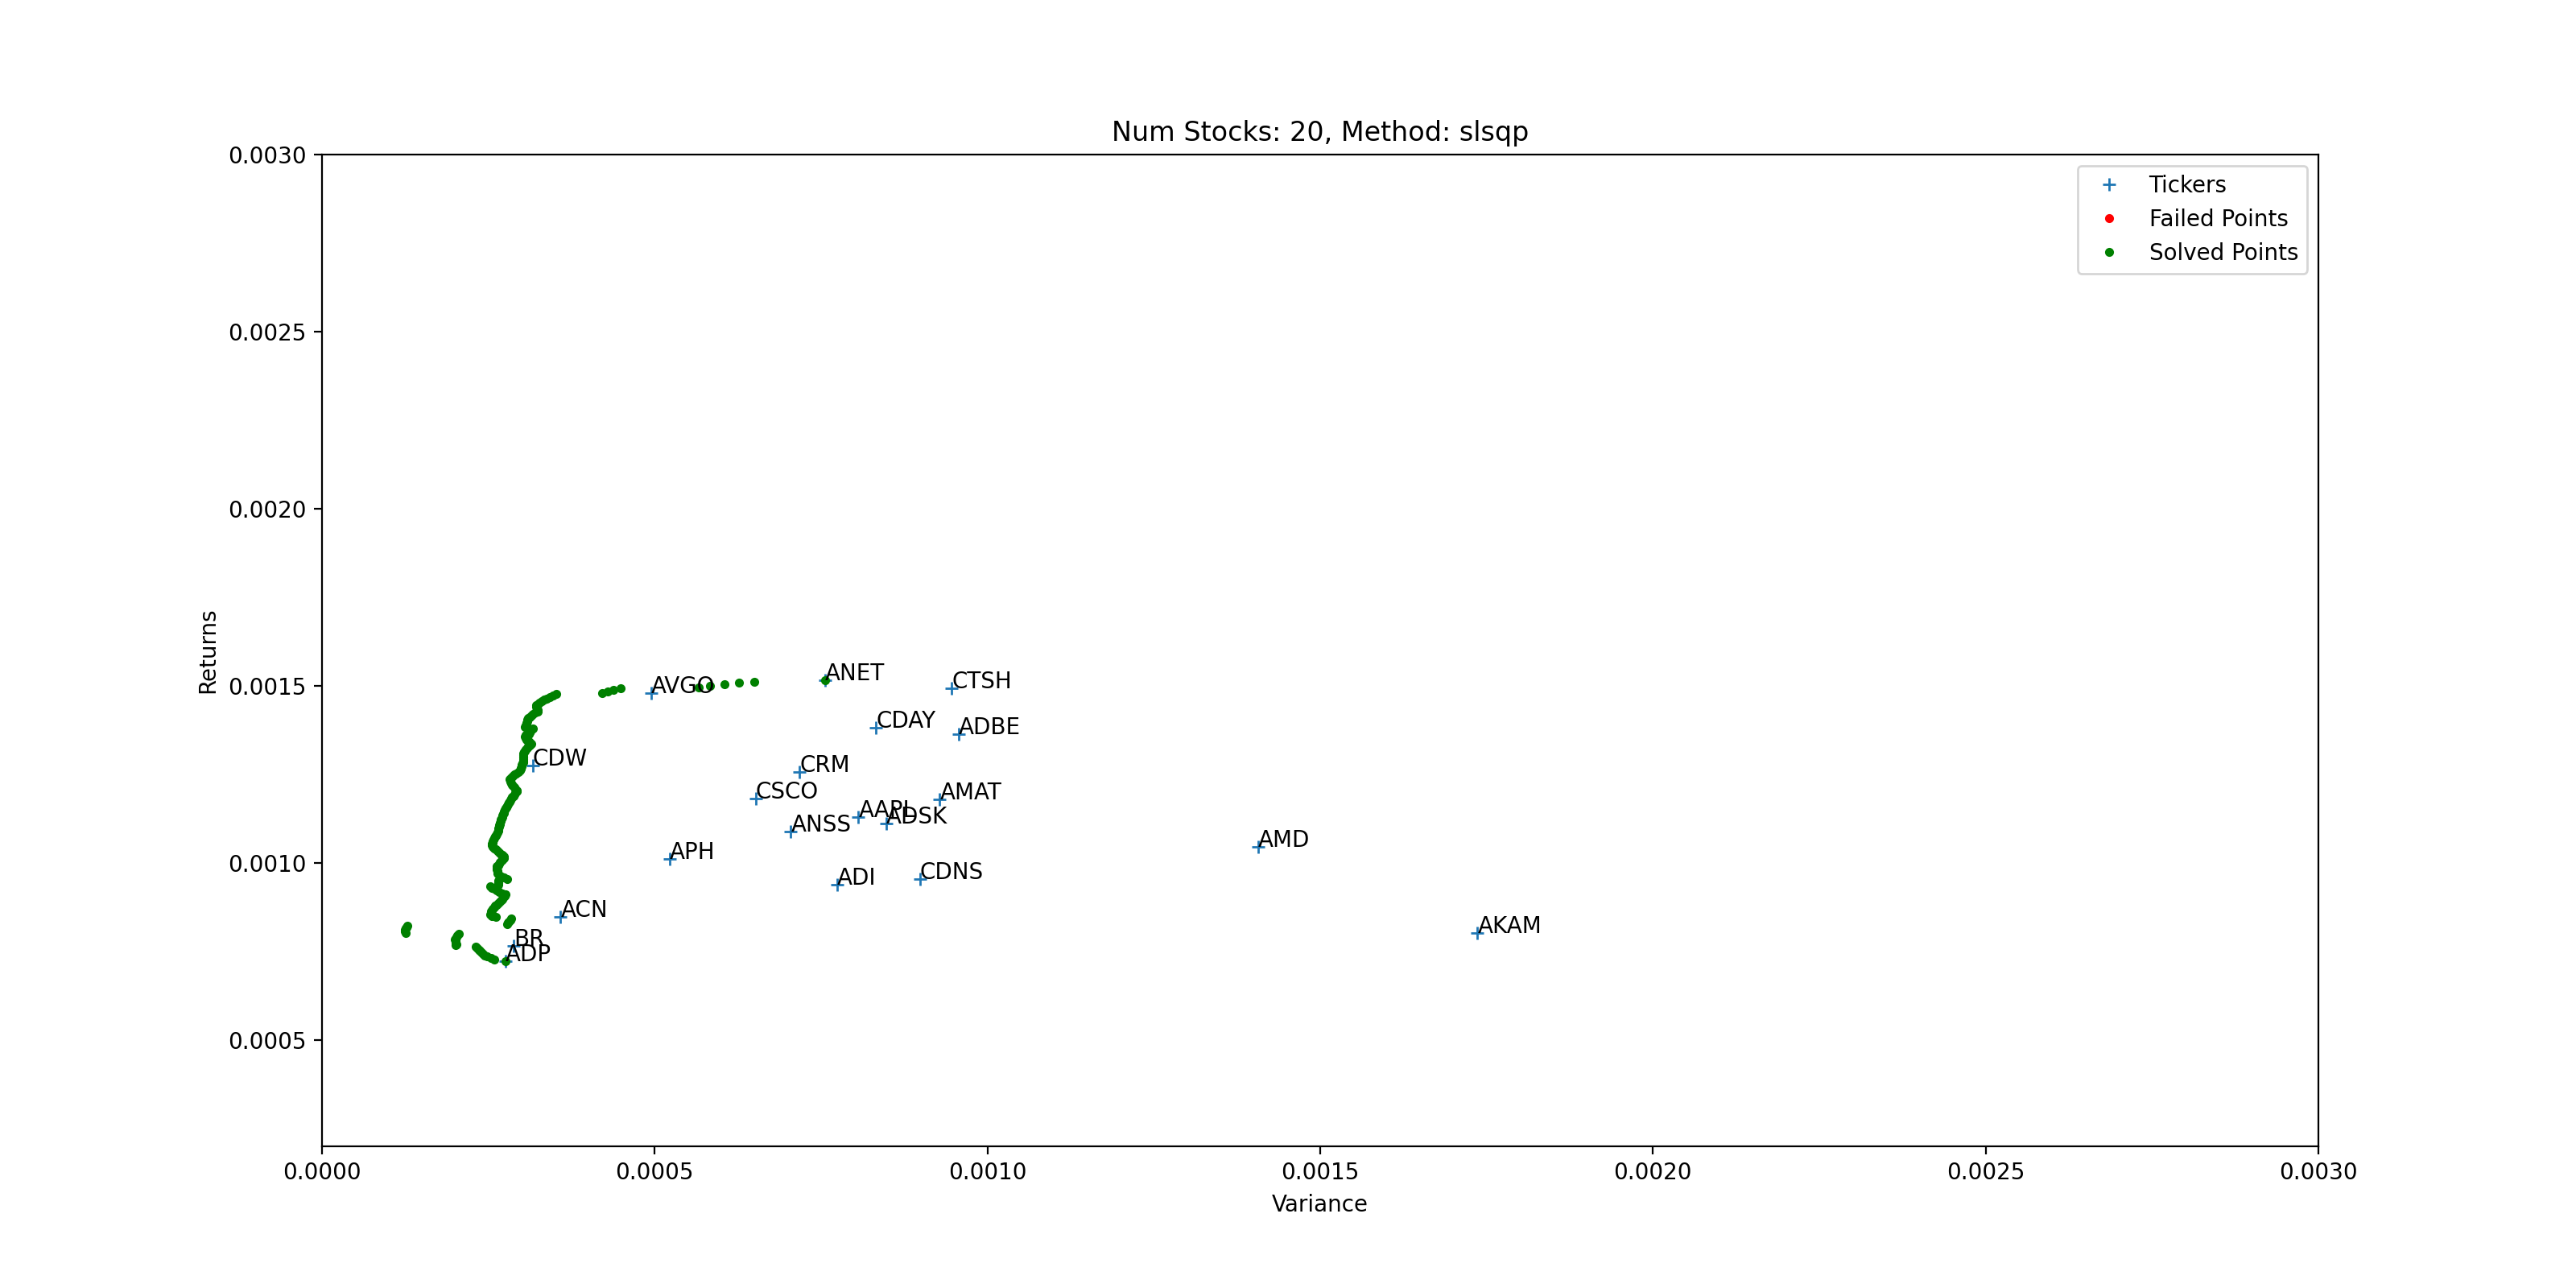 Num Stocks: 20, Method: slsqp
0.0030
0.0025
0.0020
0.0015
0.0010
0.0005
Returns
Tickers
Failed Points
Solved Points
ANET
CTSH
AVGO
CDAY
ADBE
CDW
CRM
CSCO
AMAT
AAPL
ADSK
ANSS
AMD
APH
CDNS
ADI
ACN
AKAM
BR
ADP
0.0000 0.0005 0.0010 0.0015 0.0020 0.0025 0.0030
Variance